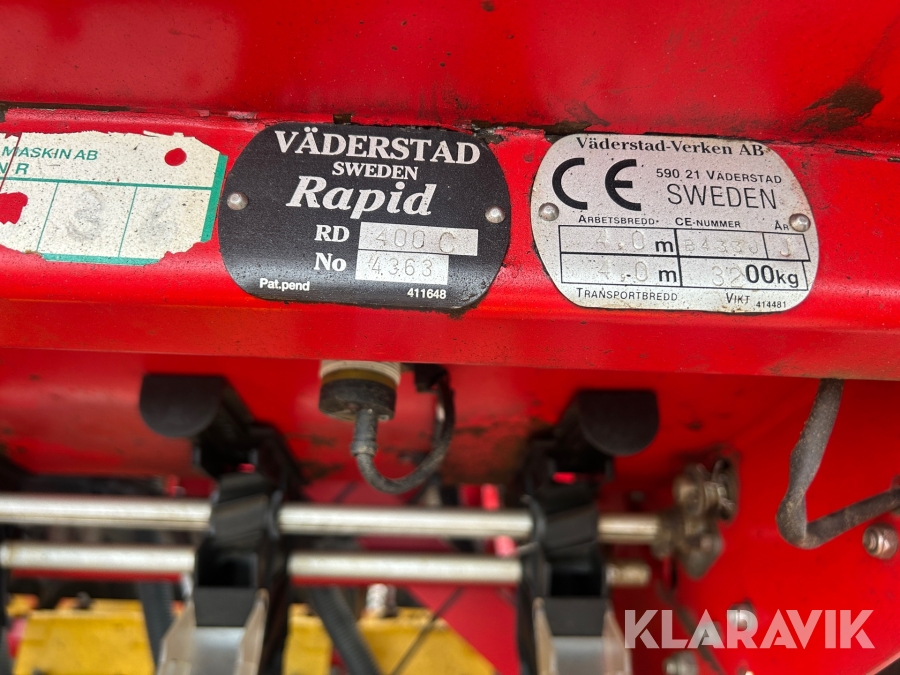 MASKIN AB
VÄDERSTAD
SWEDEN
Rapid
RD 400 C
No 4363
Pat.pend 411648
Väderstad-Verken AB
CE 590 21 VÄDERSTAD
SWEDEN
ARBETSBREDD CE-NUMMER ÅR
4.0 m
4.0 m 3200kg
TRANSPORTBREDD VIKT 414481
KLARAVIK